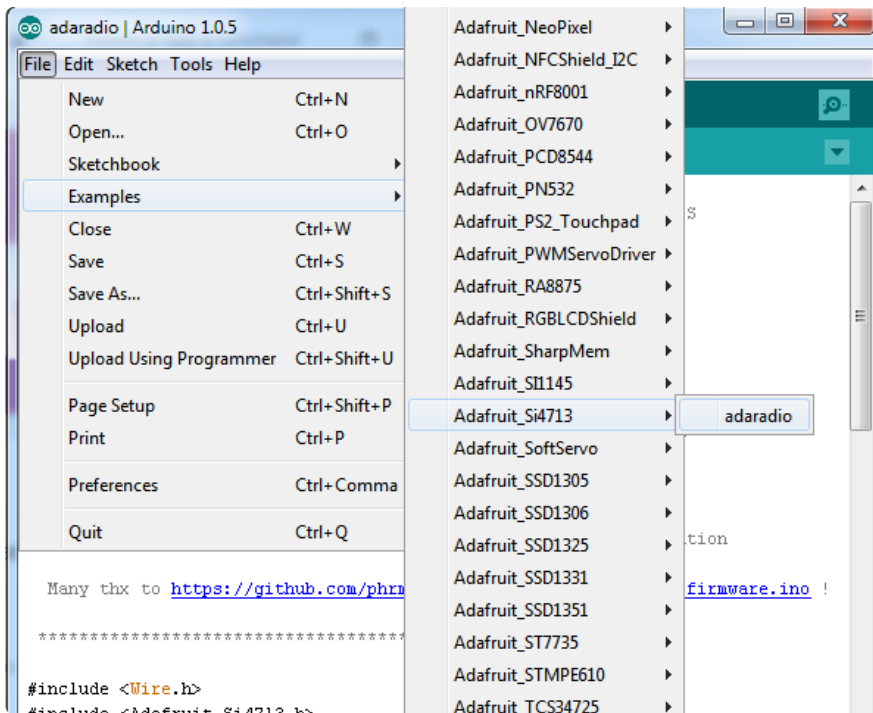 adaradio | Arduino 1.0.5
File Edit Sketch Tools Help
New Ctrl+N
Open... Ctrl+O
Sketchbook
Examples
Close Ctrl+W
Save Ctrl+S
Save As... Ctrl+Shift+S
Upload Ctrl+U
Upload Using Programmer Ctrl+Shift+U
Page Setup Ctrl+Shift+P
Print Ctrl+P
Preferences Ctrl+Comma
Quit Ctrl+Q
Adafruit_NeoPixel
Adafruit_NFCShield_I2C
Adafruit_nRF8001
Adafruit_OV7670
Adafruit_PCD8544
Adafruit_PN532
Adafruit_PS2_Touchpad
Adafruit_PWMServoDriver
Adafruit_RA8875
Adafruit_RGBLCDShield
Adafruit_SharpMem
Adafruit_SI1145
Adafruit_Si4713
Adafruit_SoftServo
Adafruit_SSD1305
Adafruit_SSD1306
Adafruit_SSD1325
Adafruit_SSD1331
Adafruit_SSD1351
Adafruit_ST7735
Adafruit_STMPE610
Adafruit_TCS34725
adaradio
s
tion
Many thx to https://github.com/phrm firmware.ino !
************************************
#include <Wire.h>
#include <Adafruit_Si4713.h>